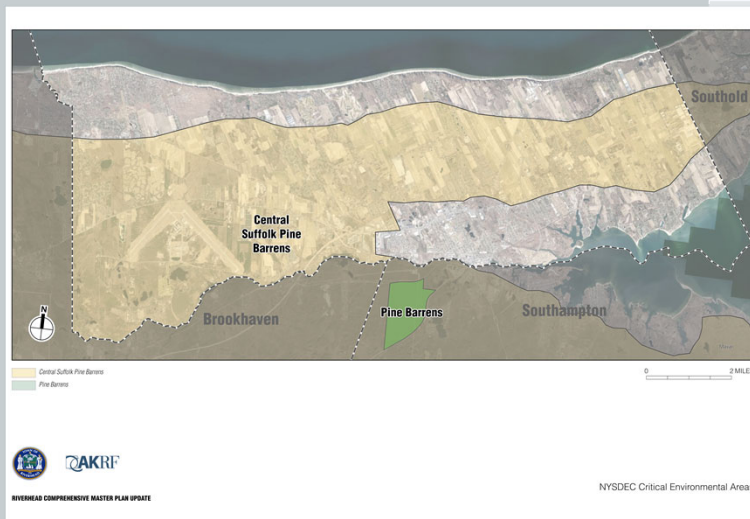 Southold
Central
Suffolk Pine
Barrens
N
Brookhaven
Pine Barrens
Southampton
Central Suffolk Pine Barrens
Pine Barrens
0 2 MILE
AKRF
RIVERHEAD COMPREHENSIVE MASTER PLAN UPDATE
NYSDEC Critical Environmental Area